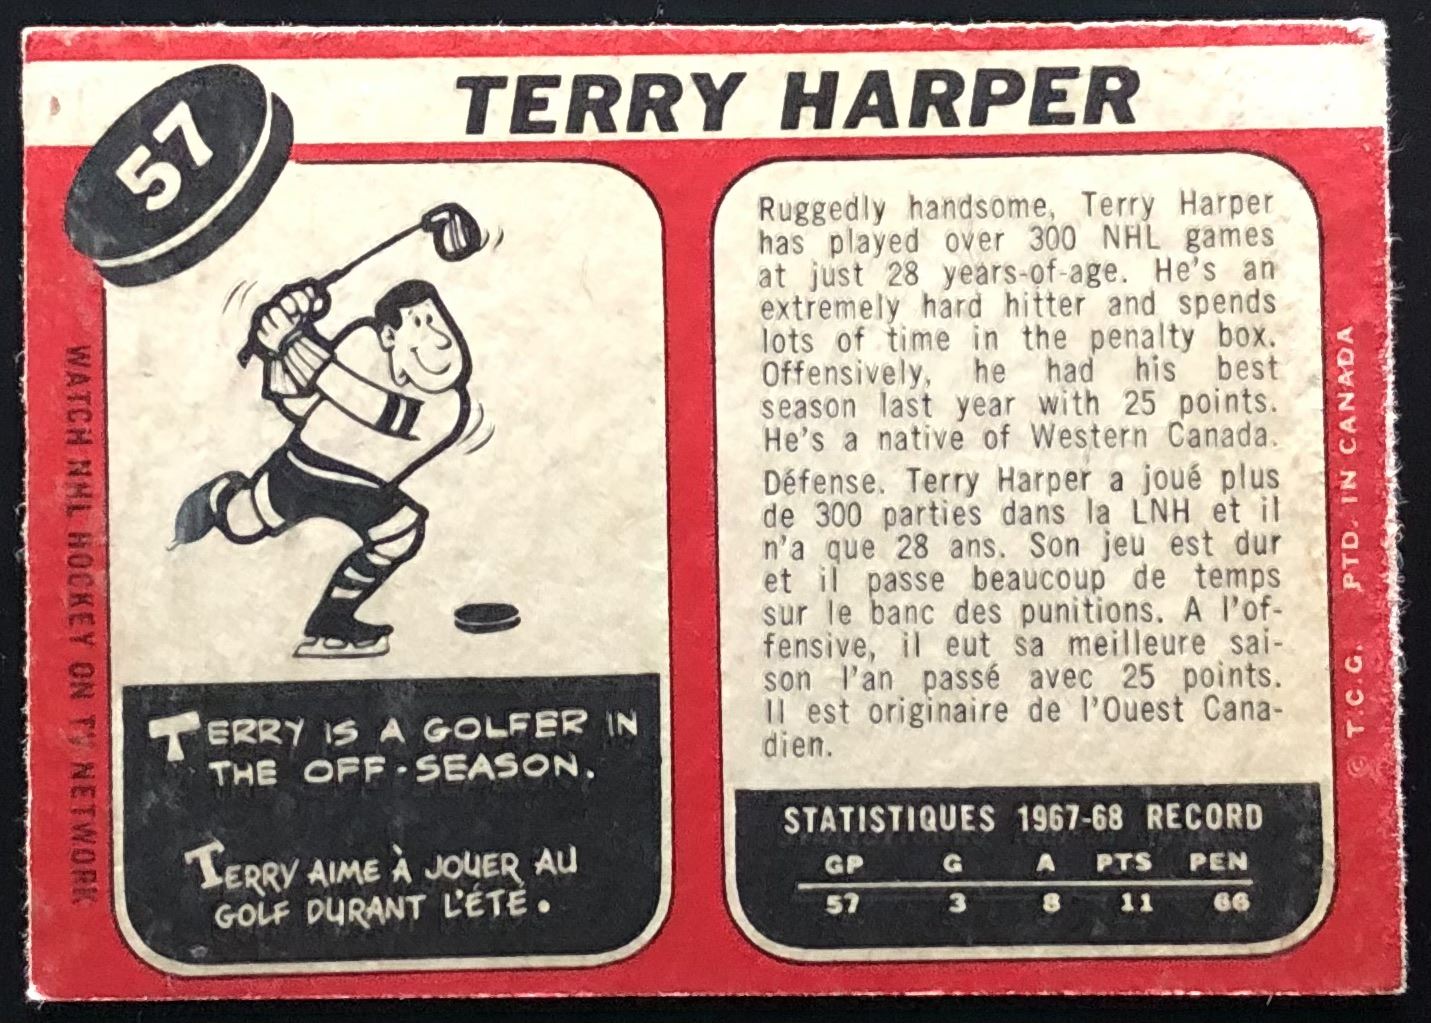 57
TERRY HARPER
TERRY IS A GOLFER IN
THE OFF-SEASON.
TERRY AIME À JOUER AU
GOLF DURANT L'ÉTÉ.
WATCH NHL HOCKEY ON TV NETWORK
Ruggedly handsome, Terry Harper
has played over 300 NHL games
at just 28 years-of-age. He's an
extremely hard hitter and spends
lots of time in the penalty box.
Offensively, he had his best
season last year with 25 points.
He's a native of Western Canada.
Défense. Terry Harper a joué plus
de 300 parties dans la LNH et il
n'a que 28 ans. Son jeu est dur
et il passe beaucoup de temps
sur le banc des punitions. A l'of-
fensive, il eut sa meilleure sai-
son l'an passé avec 25 points.
Il est originaire de l'Ouest Cana-
dien.
STATISTIQUES 1967-68 RECORD
GP G A PTS PEN
57 3 8 11 66
© T.C.G. PTD. IN CANADA